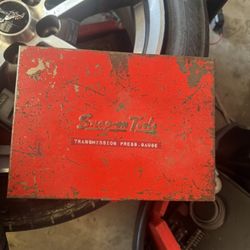 Snap-on Tools
TRANSMISSION PRESS. GAUGE